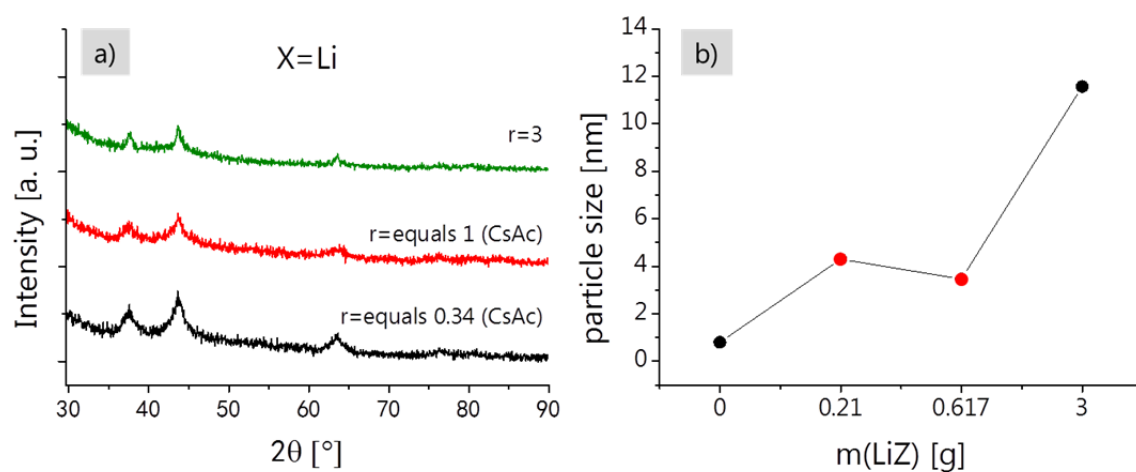 a)
X=Li
r=3
r=equals 1 (CsAc)
r=equals 0.34 (CsAc)
Intensity [a. u.]
30 40 50 60 70 80 90
2θ [°]
b)
14
12
10
8
6
4
2
0
particle size [nm]
0 0.21 0.617 3
m(LiZ) [g]